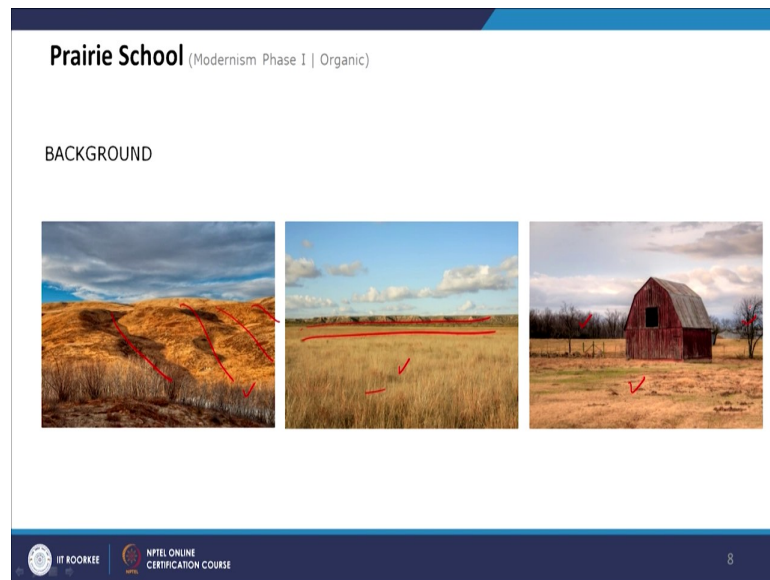 Prairie School (Modernism Phase I | Organic)
BACKGROUND
IIT ROORKEE
NPTEL ONLINE
CERTIFICATION COURSE
8